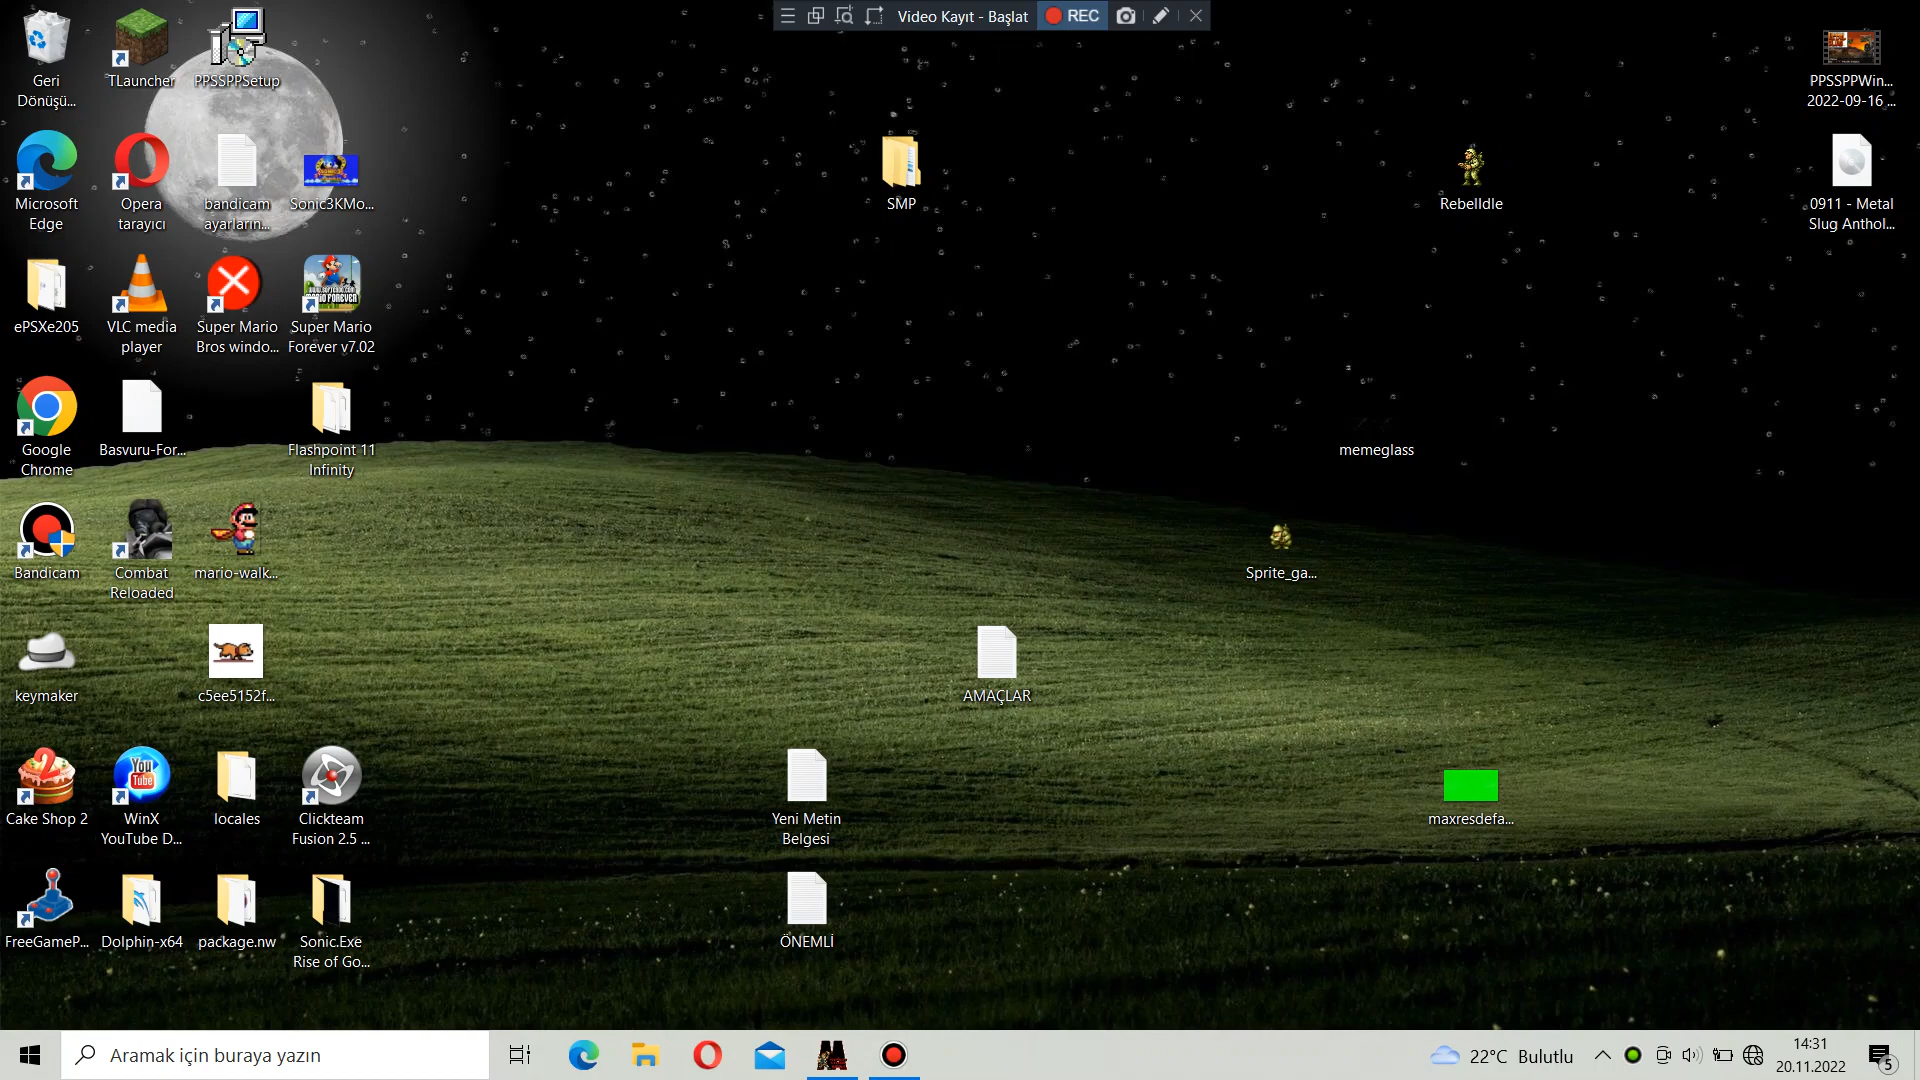 Video Kayıt - Başlat
REC
Geri
Dönüşü...
TLauncher
PPSSPPSetup
PPSSPPWin...
2022-09-16 ...
Microsoft
Edge
Opera
tarayıcı
bandicam
ayarların...
Sonic3KMo...
SMP
RebelIdle
0911 - Metal
Slug Anthol...
ePSXe205
VLC media
player
Super Mario
Bros windo...
Super Mario
Forever v7.02
Google
Chrome
Basvuru-For...
Flashpoint 11
Infinity
memeglass
Bandicam
Combat
Reloaded
mario-walk...
Sprite_ga...
keymaker
c5ee5152f...
AMAÇLAR
Cake Shop 2
You
Tube
WinX
YouTube D...
locales
Clickteam
Fusion 2.5 ...
Yeni Metin
Belgesi
maxresdefa...
FreeGameP...
Dolphin-x64
package.nw
Sonic.Exe
Rise of Go...
ÖNEMLİ
Aramak için buraya yazın
22°C Bulutlu
14:31
20.11.2022
5